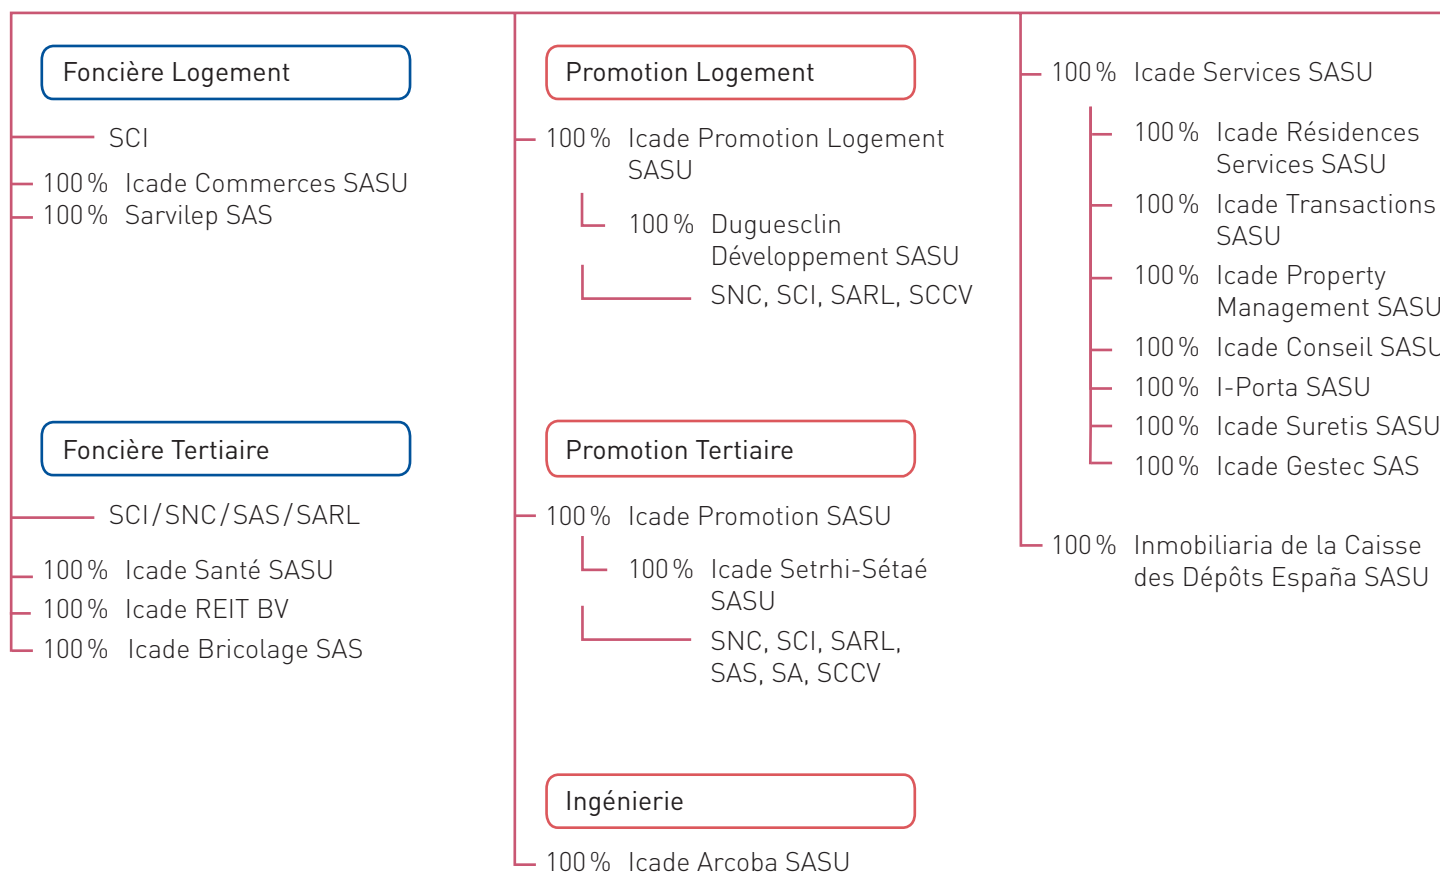 Foncière Logement
SCI
100 % Icade Commerces SASU
100 % Sarvilep SAS
Foncière Tertiaire
SCI/SNC/SAS/SARL
100 % Icade Santé SASU
100 % Icade REIT BV
100 % Icade Bricolage SAS
Promotion Logement
100 % Icade Promotion Logement
SASU
100 % Duguesclin
Développement SASU
SNC, SCI, SARL, SCCV
Promotion Tertiaire
100 % Icade Promotion SASU
100 % Icade Setrhi-Sétaé
SASU
SNC, SCI, SARL,
SAS, SA, SCCV
Ingénierie
100 % Icade Arcoba SASU
100 % Icade Services SASU
100 % Icade Résidences
Services SASU
100 % Icade Transactions
SASU
100 % Icade Property
Management SASU
100 % Icade Conseil SASU
100 % I-Porta SASU
100 % Icade Suretis SASU
100 % Icade Gestec SAS
100 % Inmobiliaria de la Caisse
des Dépôts España SASU